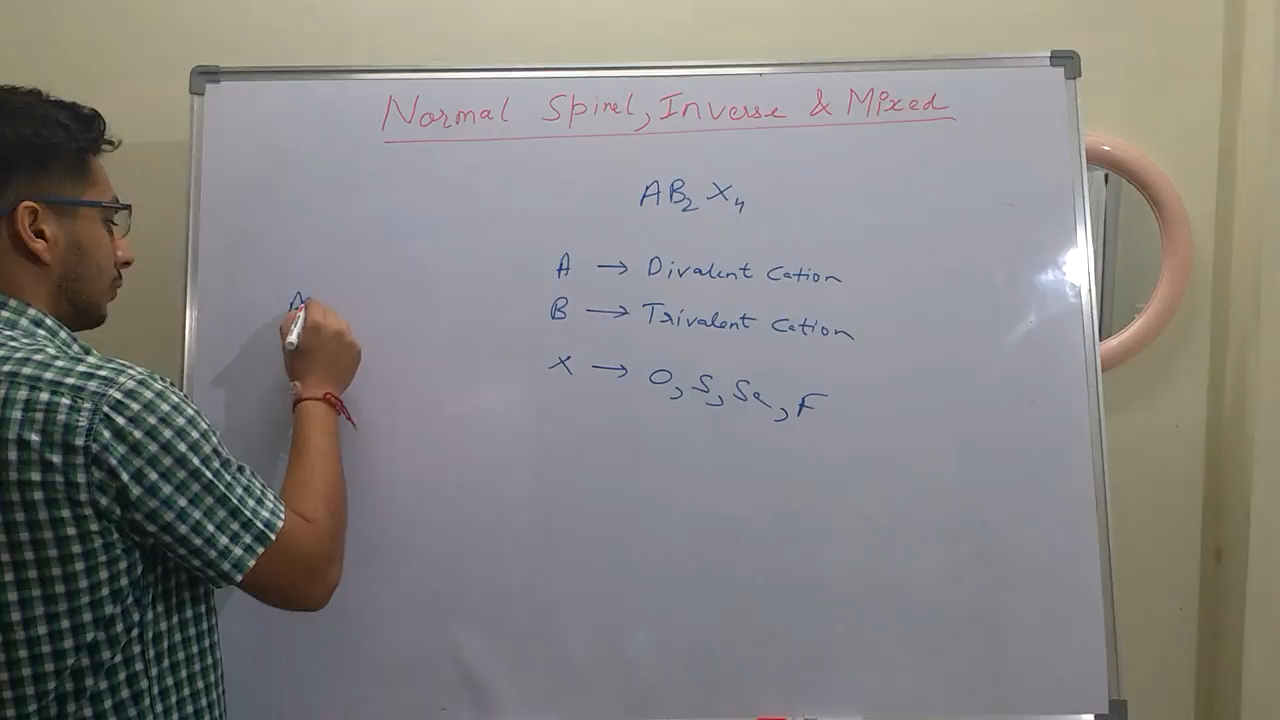 Normal Spinel, Inverse & Mixed
AB₂X₄
A → Divalent Cation
B → Trivalent Cation
X → O, S, Se, F
A